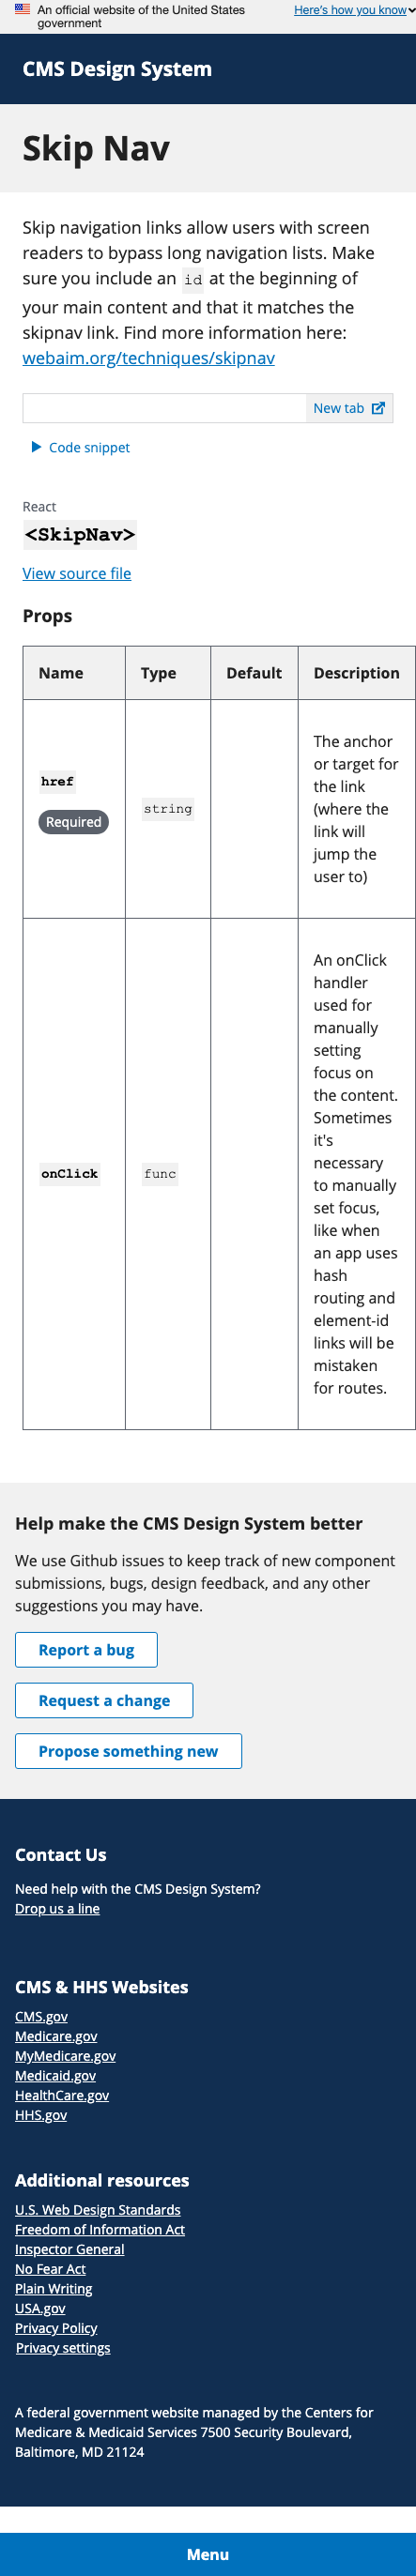 An official website of the United States
government
Here's how you know
CMS Design System
Skip Nav
Skip navigation links allow users with screen
readers to bypass long navigation lists. Make
sure you include an id at the beginning of
your main content and that it matches the
skipnav link. Find more information here:
webaim.org/techniques/skipnav
New tab
Code snippet
React
<SkipNav>
View source file
Props
Name Type Default Description
href
Required
string
The anchor
or target for
the link
(where the
link will
jump the
user to)
onClick
func
An onClick
handler
used for
manually
setting
focus on
the content.
Sometimes
it's
necessary
to manually
set focus,
like when
an app uses
hash
routing and
element-id
links will be
mistaken
for routes.
Help make the CMS Design System better
We use Github issues to keep track of new component
submissions, bugs, design feedback, and any other
suggestions you may have.
Report a bug
Request a change
Propose something new
Contact Us
Need help with the CMS Design System?
Drop us a line
CMS & HHS Websites
CMS.gov
Medicare.gov
MyMedicare.gov
Medicaid.gov
HealthCare.gov
HHS.gov
Additional resources
U.S. Web Design Standards
Freedom of Information Act
Inspector General
No Fear Act
Plain Writing
USA.gov
Privacy Policy
Privacy settings
A federal government website managed by the Centers for
Medicare & Medicaid Services 7500 Security Boulevard,
Baltimore, MD 21124
Menu